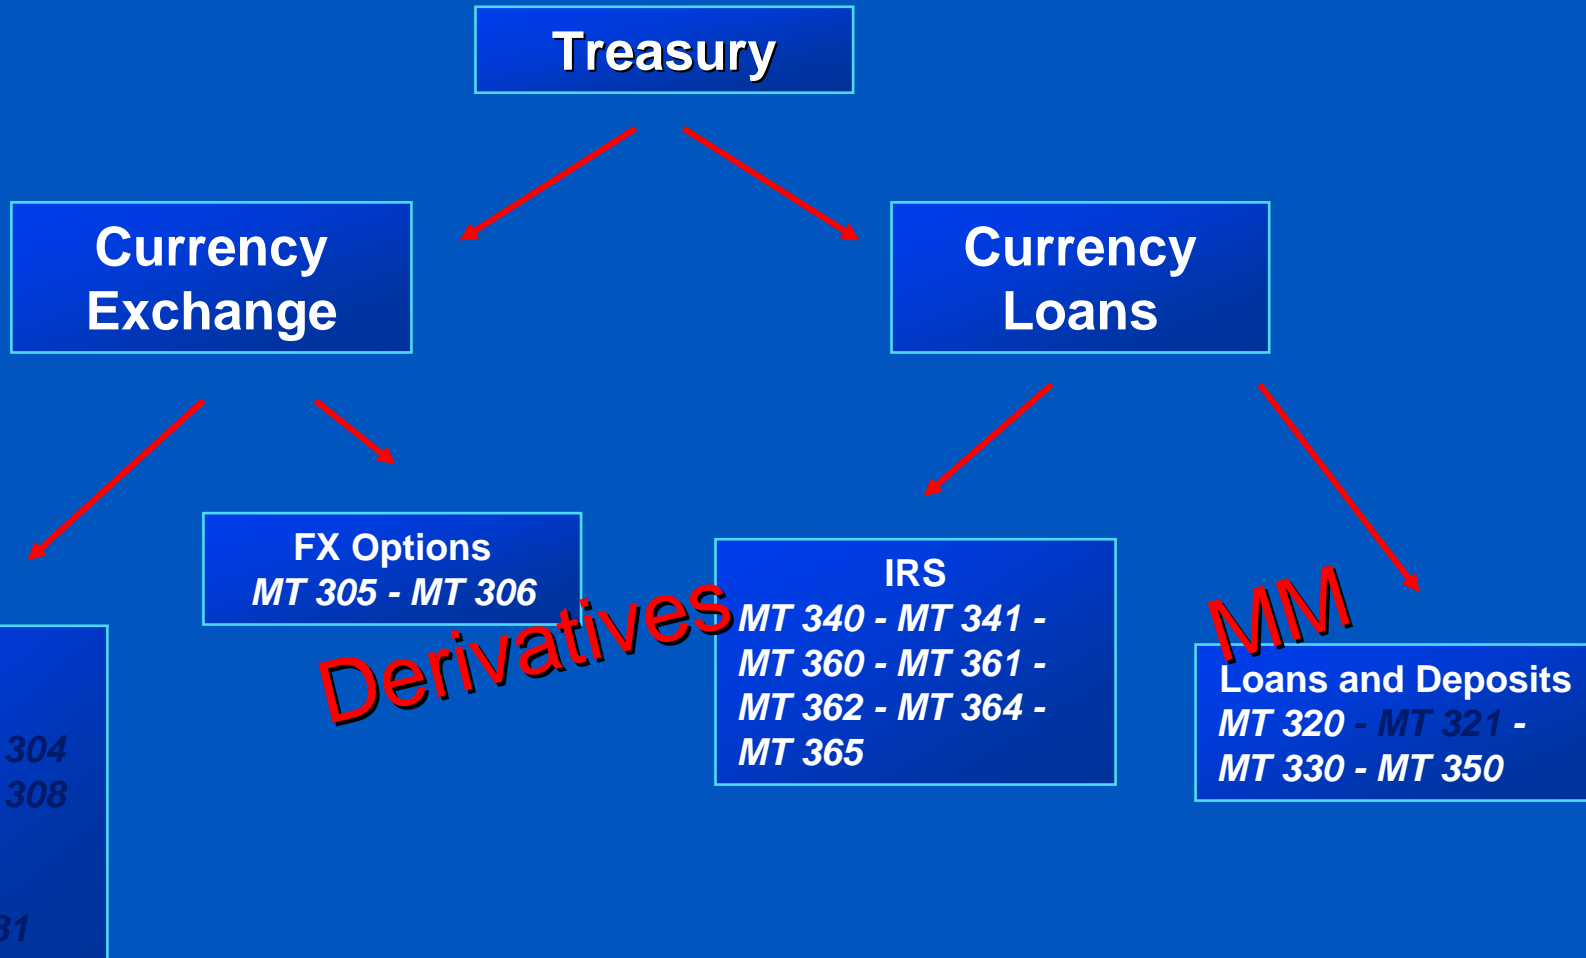 Treasury
Currency
Exchange
Currency
Loans
FX Options
MT 305 - MT 306
Derivatives
IRS
MT 340 - MT 341 -
MT 360 - MT 361 -
MT 362 - MT 364 -
MT 365
MM
Loans and Deposits
MT 320 - MT 321 -
MT 330 - MT 350
304
308